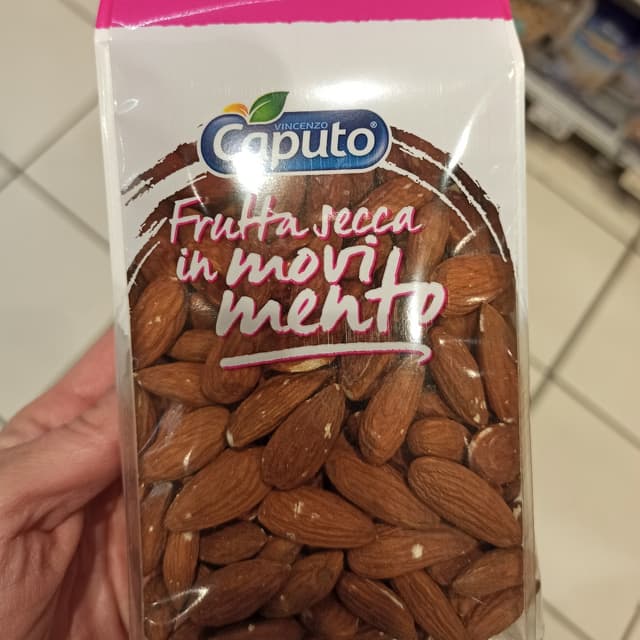 VINCENZO
Caputo®
Frutta secca
in movi
mento